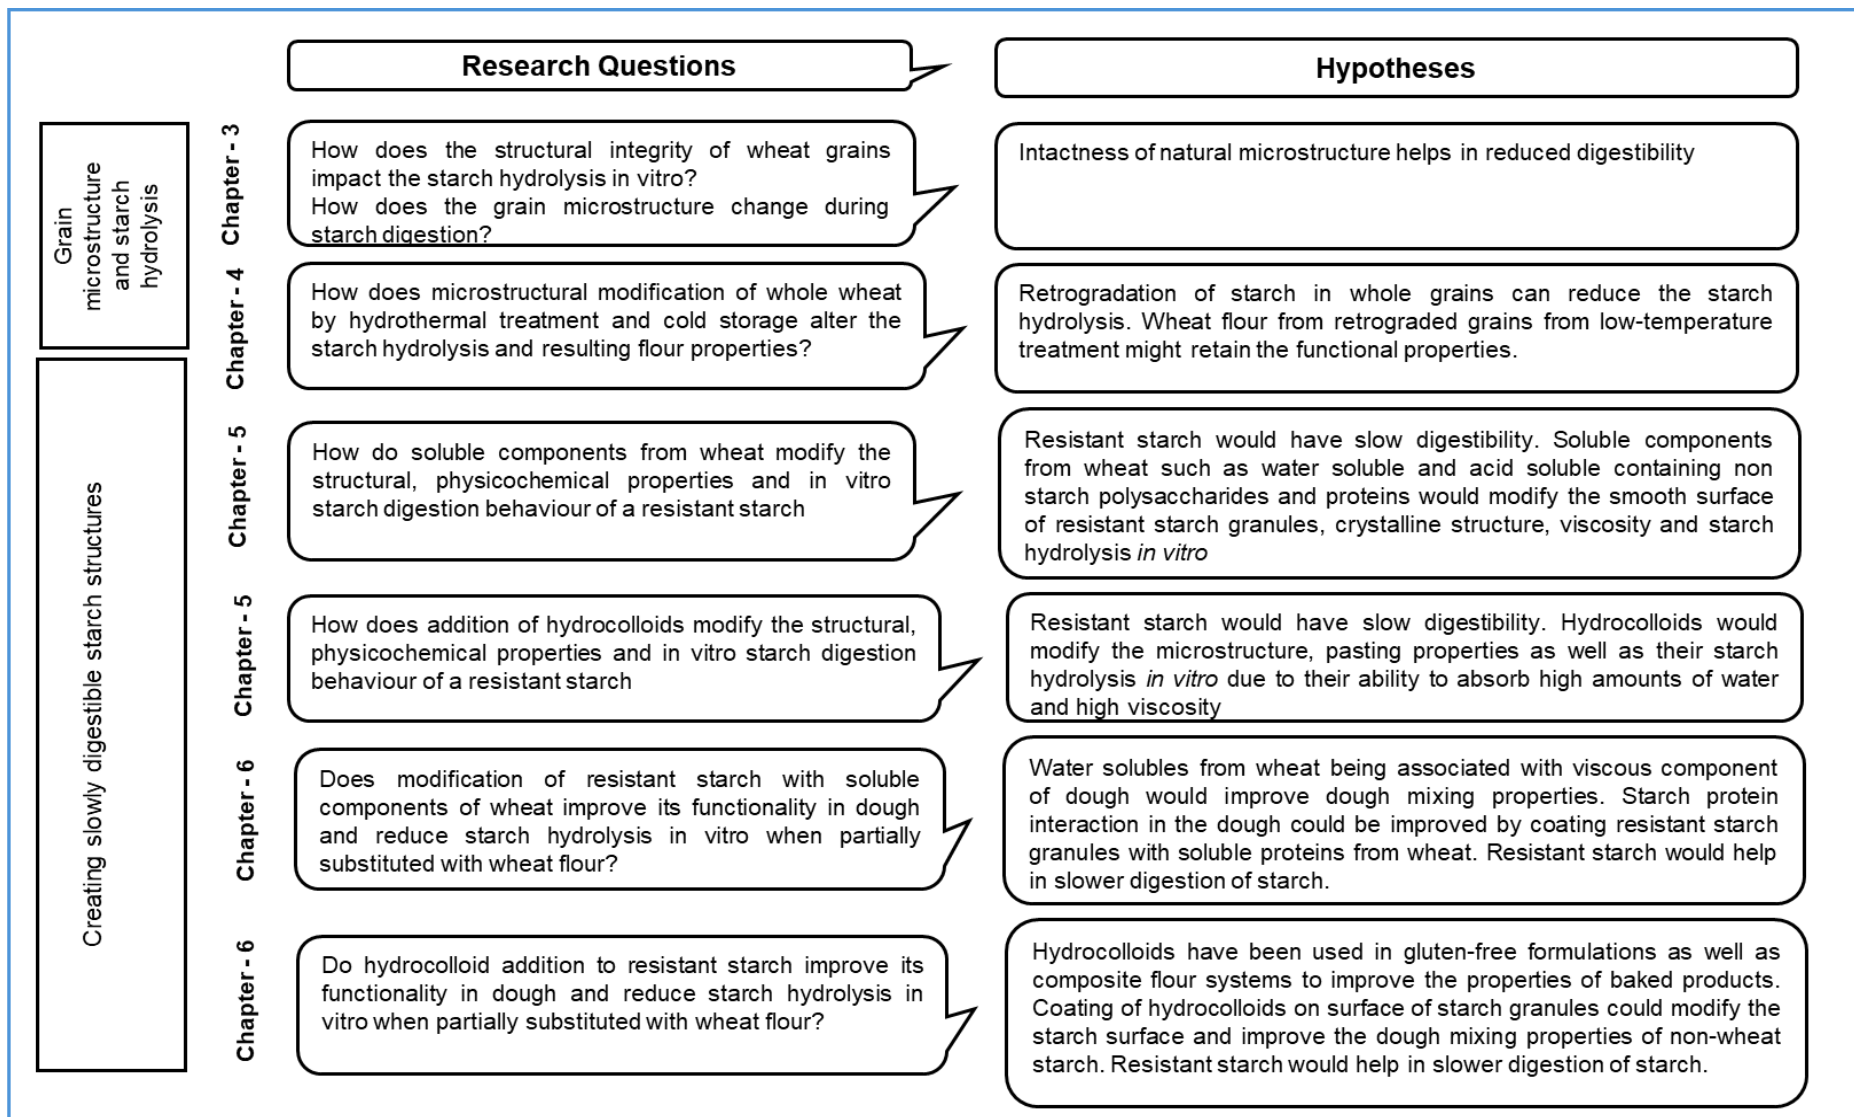 Research Questions
Hypotheses
Grain
microstructure
and starch
hydrolysis
Chapter - 3
How does the structural integrity of wheat grains
impact the starch hydrolysis in vitro?
How does the grain microstructure change during
starch digestion?
Intactness of natural microstructure helps in reduced digestibility
Chapter - 4
How does microstructural modification of whole wheat
by hydrothermal treatment and cold storage alter the
starch hydrolysis and resulting flour properties?
Retrogradation of starch in whole grains can reduce the starch
hydrolysis. Wheat flour from retrograded grains from low-temperature
treatment might retain the functional properties.
Creating slowly digestible starch structures
Chapter - 5
How do soluble components from wheat modify the
structural, physicochemical properties and in vitro
starch digestion behaviour of a resistant starch
Resistant starch would have slow digestibility. Soluble components
from wheat such as water soluble and acid soluble containing non
starch polysaccharides and proteins would modify the smooth surface
of resistant starch granules, crystalline structure, viscosity and starch
hydrolysis in vitro
Chapter - 5
How does addition of hydrocolloids modify the structural,
physicochemical properties and in vitro starch digestion
behaviour of a resistant starch
Resistant starch would have slow digestibility. Hydrocolloids would
modify the microstructure, pasting properties as well as their starch
hydrolysis in vitro due to their ability to absorb high amounts of water
and high viscosity
Chapter - 6
Does modification of resistant starch with soluble
components of wheat improve its functionality in dough
and reduce starch hydrolysis in vitro when partially
substituted with wheat flour?
Water solubles from wheat being associated with viscous component
of dough would improve dough mixing properties. Starch protein
interaction in the dough could be improved by coating resistant starch
granules with soluble proteins from wheat. Resistant starch would help
in slower digestion of starch.
Chapter - 6
Do hydrocolloid addition to resistant starch improve its
functionality in dough and reduce starch hydrolysis in
vitro when partially substituted with wheat flour?
Hydrocolloids have been used in gluten-free formulations as well as
composite flour systems to improve the properties of baked products.
Coating of hydrocolloids on surface of starch granules could modify the
starch surface and improve the dough mixing properties of non-wheat
starch. Resistant starch would help in slower digestion of starch.